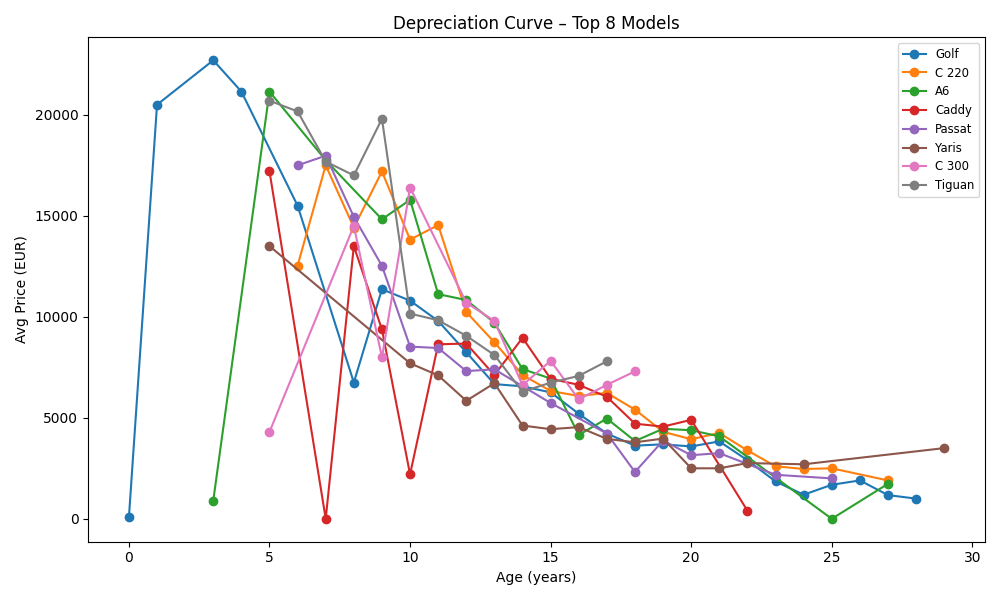 Depreciation Curve – Top 8 Models
Golf
C 220
A6
Caddy
Passat
Yaris
C 300
Tiguan
Avg Price (EUR)
20000
15000
10000
5000
0
0 5 10 15 20 25 30
Age (years)